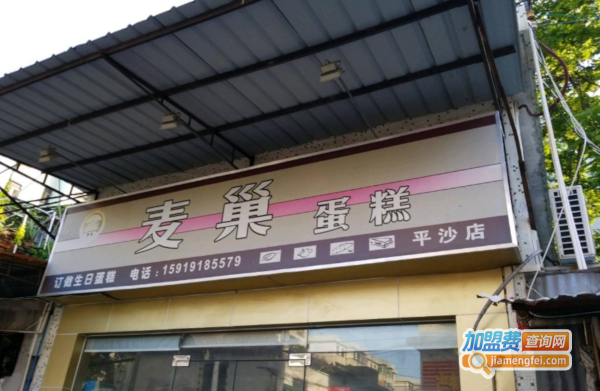 麦巢 蛋糕
订做生日蛋糕 电话：15919185579 平沙店
加盟费查询网
jiamengfei.com